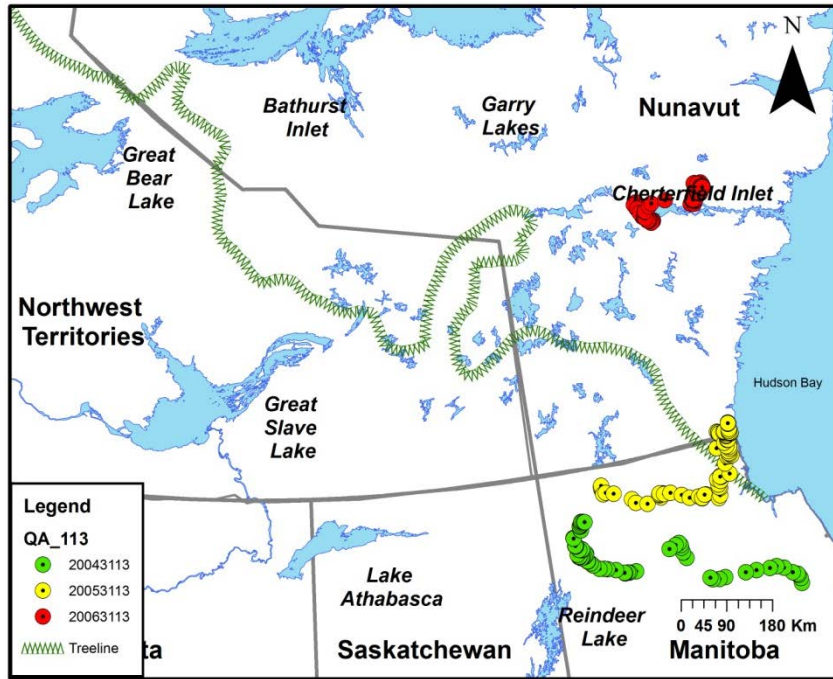 N
Bathurst
Inlet
Garry
Lakes
Nunavut
Great
Bear
Lake
Cherterfield Inlet
Northwest
Territories
Hudson Bay
Great
Slave
Lake
Legend
QA_113
20043113
20053113
20063113
Treeline
Lake
Athabasca
Reindeer
Lake
0 45 90 180 Km
ta
Saskatchewan
Manitoba